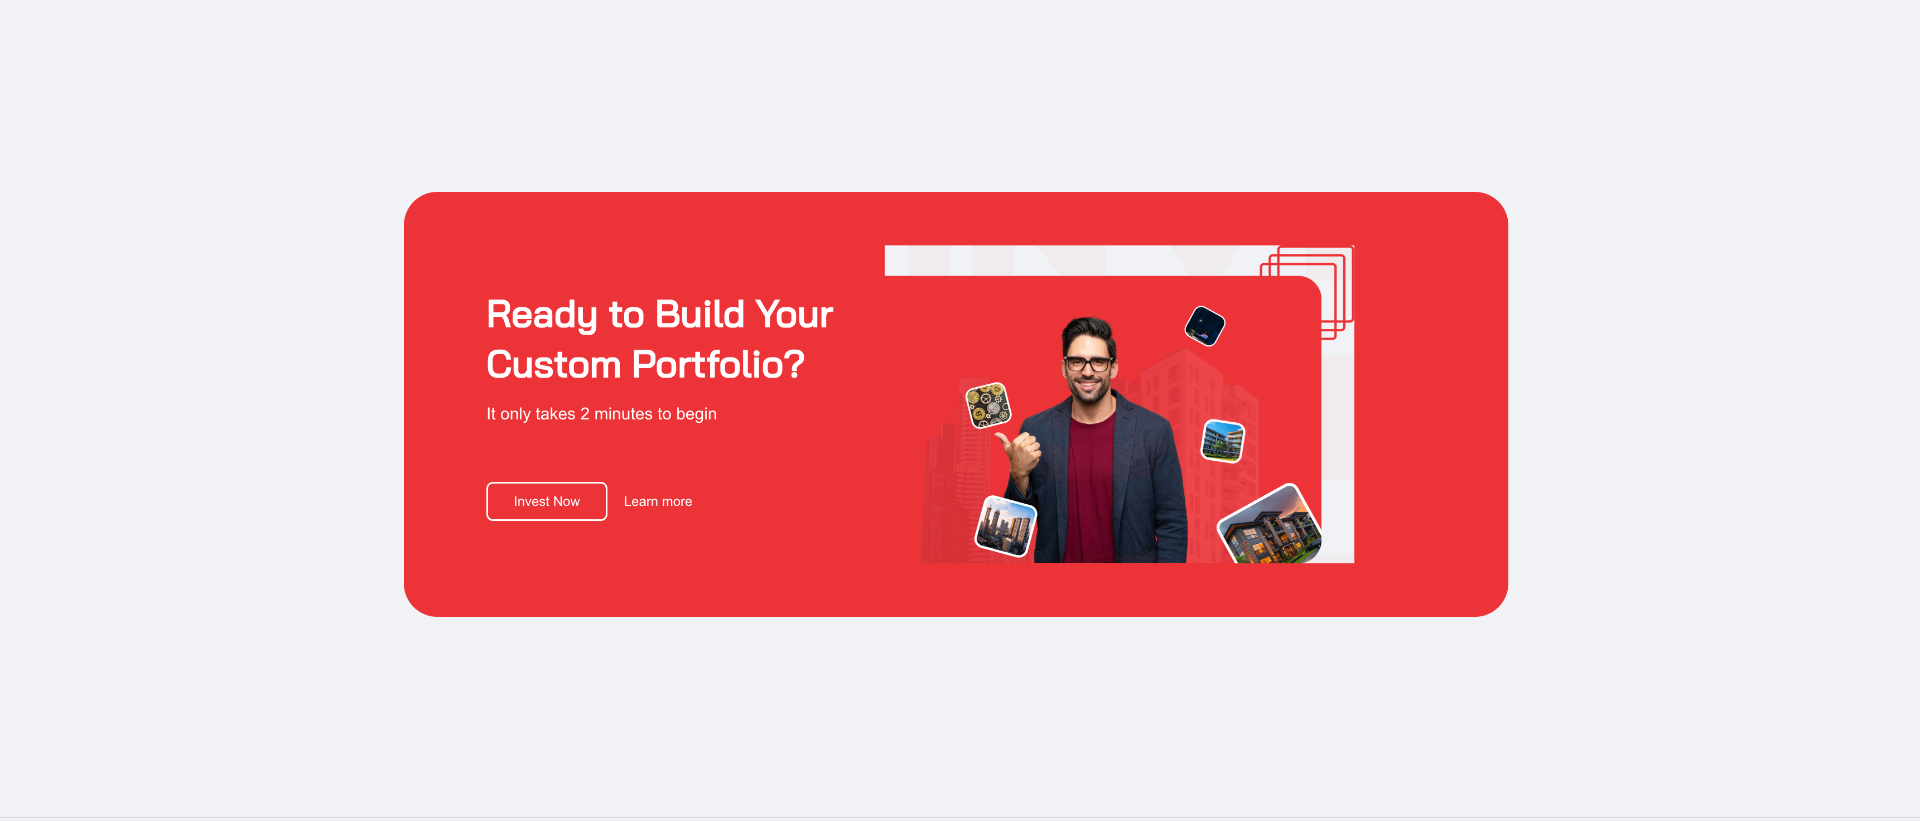 Ready to Build Your
Custom Portfolio?
It only takes 2 minutes to begin
Invest Now
Learn more